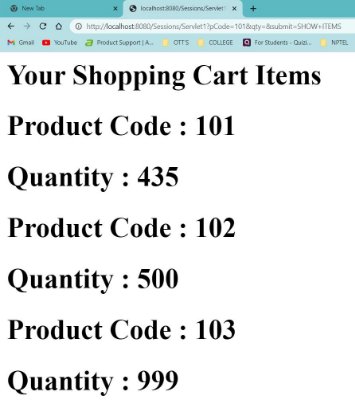 New Tab
localhost:8080/Sessions/Servlet
http://localhost:8080/Sessions/Servlet1?pCode=101&qty=&submit=SHOW+ITEMS
Gmail YouTube Product Support | A... OTT'S COLLEGE For Students - Quizi... NPTEL
Your Shopping Cart Items
Product Code : 101
Quantity : 435
Product Code : 102
Quantity : 500
Product Code : 103
Quantity : 999